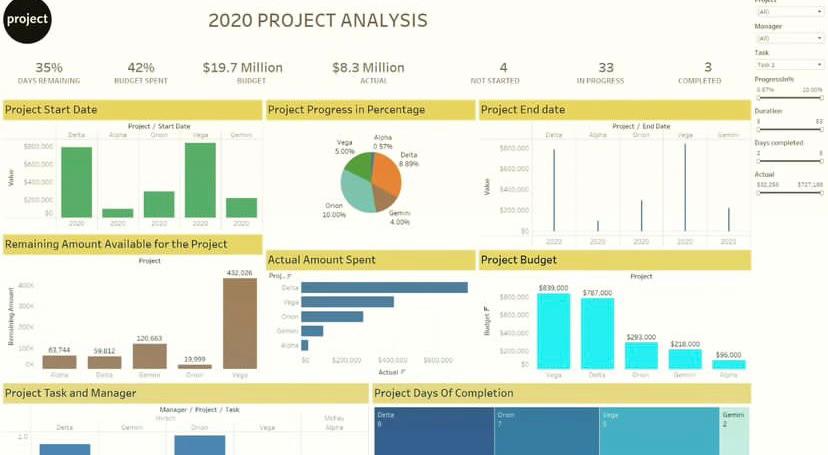 project
2020 PROJECT ANALYSIS
35%
DAYS REMAINING
42%
BUDGET SPENT
$19.7 Million
BUDGET
$8.3 Million
ACTUAL
4
NOT STARTED
33
IN PROGRESS
3
COMPLETED
Project
(All)
Manager
(All)
Task
Task 2
Progressin%
0.57% 10.00%
Duration
Days completed
Actual
$32,256 $727,188
Project Start Date
Project / Start Date
Delta Alpha Orion Vega Gemini
Value
$800,000
$600,000
$400,000
$200,000
$0
2020 2020 2020 2020 2020
Project Progress in Percentage
Alpha
0.57%
Delta
8.89%
Gemini
4.00%
Orion
10.00%
Vega
5.00%
Project End date
Project / End Date
Delta Alpha Orion Vega Gemini
Value
$800,000
$600,000
$400,000
$200,000
$0
2020 2020 2020 2020 2020
Remaining Amount Available for the Project
Project
Remaining Amount
400K
300K
200K
100K
0K
63,744
59,812
120,663
19,999
432,026
Alpha Delta Gemini Orion Vega
Actual Amount Spent
Proj..
Delta
Vega
Orion
Gemini
Alpha
$0 $200,000 $400,000 $600,000
Actual
Project Budget
Project
Budget
$800,000
$600,000
$400,000
$200,000
$0
$839,000
$787,000
$293,000
$218,000
$96,000
Vega Delta Orion Gemini Alpha
Project Task and Manager
Manager / Project / Task
Hirsch McKay
Delta Gemini Orion Vega Alpha
1.0
Project Days Of Completion
Delta
Orion
7
Vega
Gemini
2